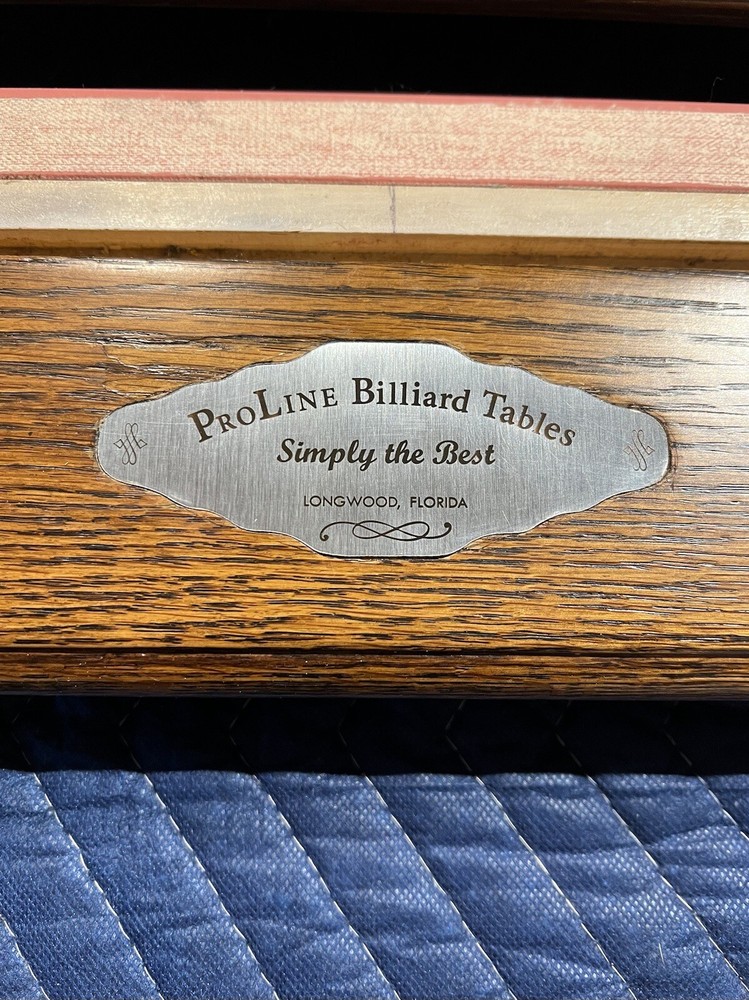 ProLine Billiard Tables
Simply the Best
LONGWOOD, FLORIDA